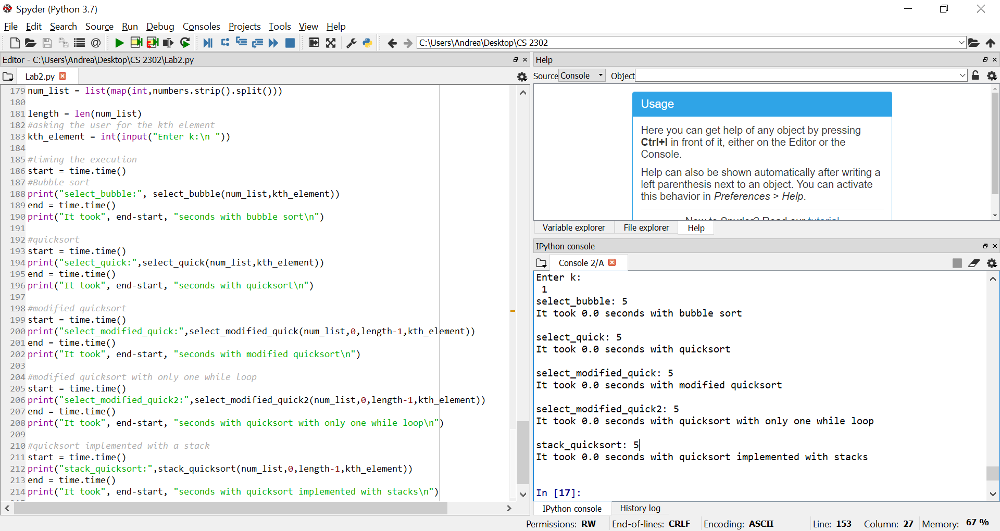 Spyder (Python 3.7)
File Edit Search Source Run Debug Consoles Projects Tools View Help
C:\Users\Andrea\Desktop\CS 2302
Editor - C:\Users\Andrea\Desktop\CS 2302\Lab2.py
Lab2.py
179 num_list = list(map(int,numbers.strip().split()))
180
181 length = len(num_list)
182 #asking the user for the kth element
183 kth_element = int(input("Enter k:\n "))
184
185 #timing the execution
186 start = time.time()
187 #Bubble sort
188 print("select_bubble:", select_bubble(num_list,kth_element))
189 end = time.time()
190 print("It took", end-start, "seconds with bubble sort\n")
191
192 #quicksort
193 start = time.time()
194 print("select_quick:",select_quick(num_list,kth_element))
195 end = time.time()
196 print("It took", end-start, "seconds with quicksort\n")
197
198 #modified quicksort
199 start = time.time()
200 print("select_modified_quick:",select_modified_quick(num_list,0,length-1,kth_element))
201 end = time.time()
202 print("It took", end-start, "seconds with modified quicksort\n")
203
204 #modified quicksort with only one while loop
205 start = time.time()
206 print("select_modified_quick2:",select_modified_quick2(num_list,0,length-1,kth_element))
207 end = time.time()
208 print("It took", end-start, "seconds with quicksort with only one while loop\n")
209
210 #quicksort implemented with a stack
211 start = time.time()
212 print("stack_quicksort:",stack_quicksort(num_list,0,length-1,kth_element))
213 end = time.time()
214 print("It took", end-start, "seconds with quicksort implemented with stacks\n")
Help
Source Console Object
Usage
Here you can get help of any object by pressing
Ctrl+I in front of it, either on the Editor or the
Console.
Help can also be shown automatically after writing a
left parenthesis next to an object. You can activate
this behavior in Preferences > Help.
New to Spyder? Read our tutorial
Variable explorer File explorer Help
IPython console
Console 2/A
Enter k:
1
select_bubble: 5
It took 0.0 seconds with bubble sort
select_quick: 5
It took 0.0 seconds with quicksort
select_modified_quick: 5
It took 0.0 seconds with modified quicksort
select_modified_quick2: 5
It took 0.0 seconds with quicksort with only one while loop
stack_quicksort: 5
It took 0.0 seconds with quicksort implemented with stacks
In [17]:
IPython console History log
Permissions: RW End-of-lines: CRLF Encoding: ASCII Line: 153 Column: 27 Memory: 67 %